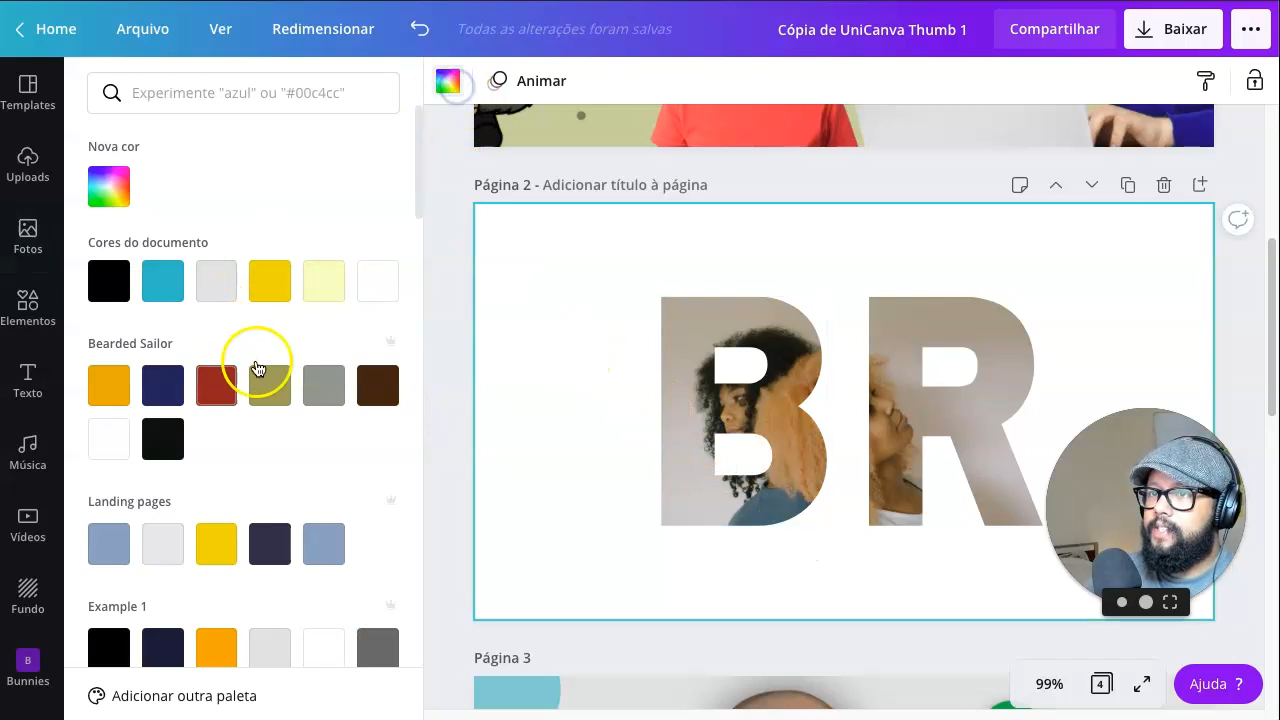 Home Arquivo Ver Redimensionar Todas as alterações foram salvas Cópia de UniCanva Thumb 1 Compartilhar Baixar
Experimente "azul" ou "#00c4cc"
Animar
Templates
Uploads
Fotos
Elementos
Texto
Música
Vídeos
Fundo
B
Bunnies
Nova cor
Cores do documento
Bearded Sailor
Landing pages
Example 1
Adicionar outra paleta
Página 2 - Adicionar título à página
BR
Página 3
99% 4 Ajuda ?